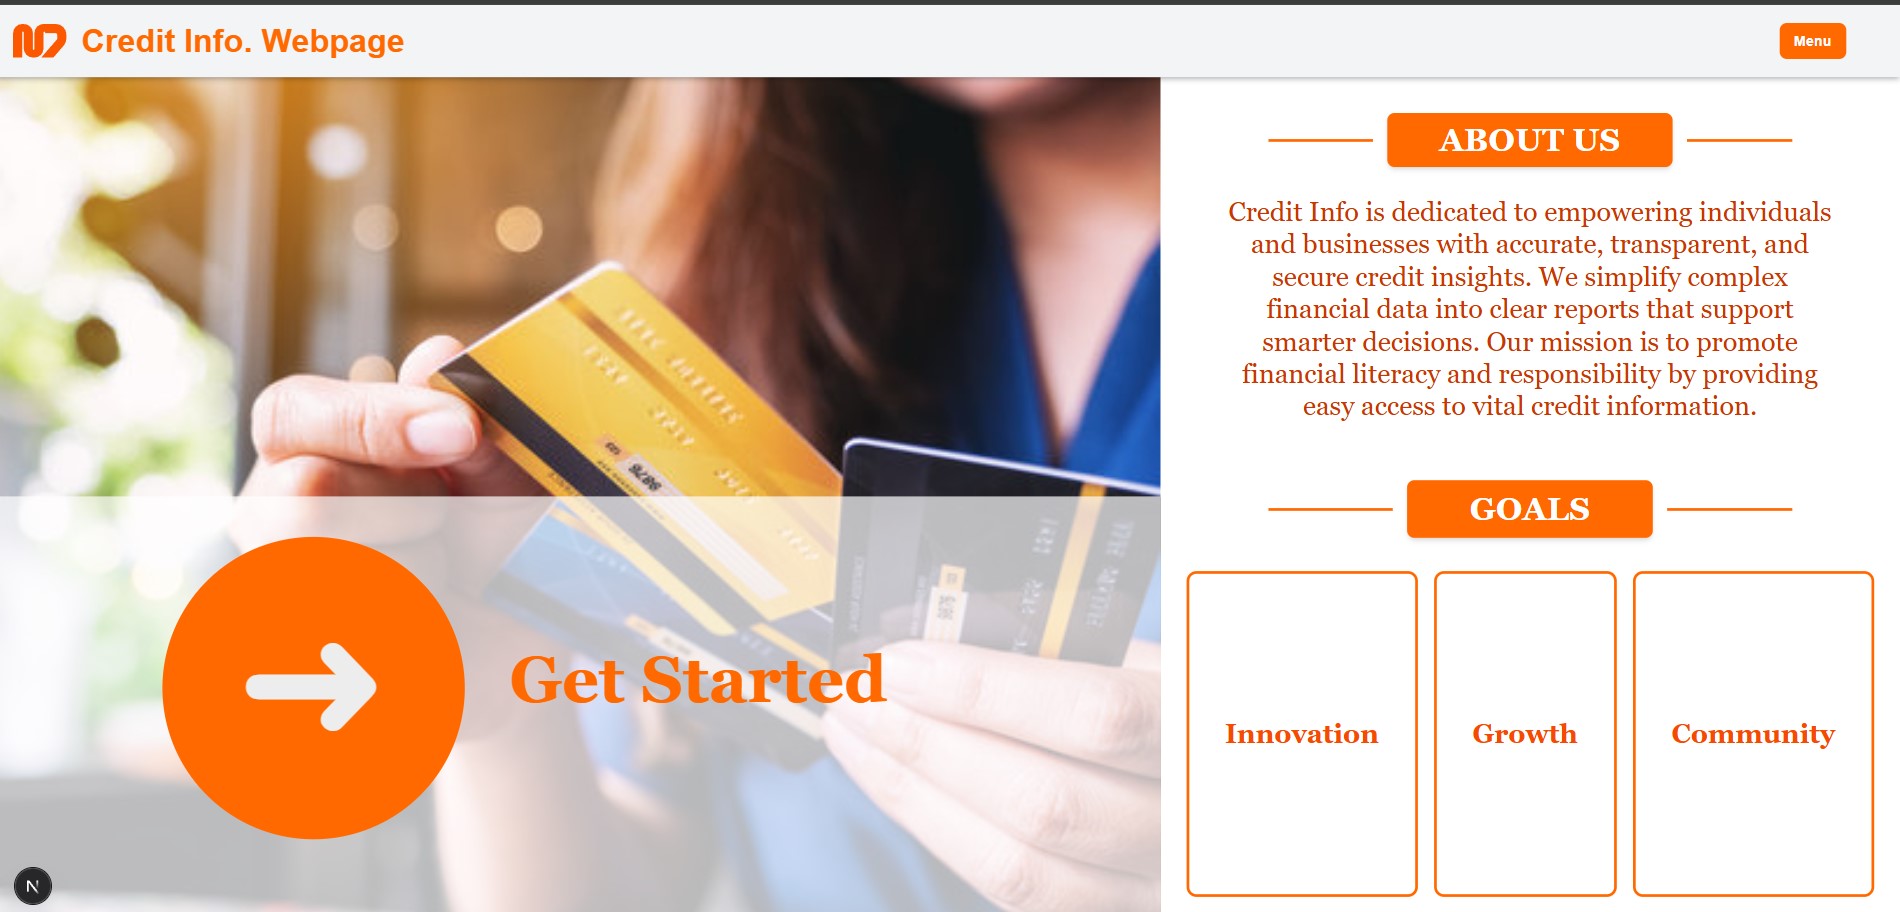 Credit Info. Webpage
Menu
ABOUT US
Credit Info is dedicated to empowering individuals
and businesses with accurate, transparent, and
secure credit insights. We simplify complex
financial data into clear reports that support
smarter decisions. Our mission is to promote
financial literacy and responsibility by providing
easy access to vital credit information.
GOALS
Innovation
Growth
Community
Get Started
N